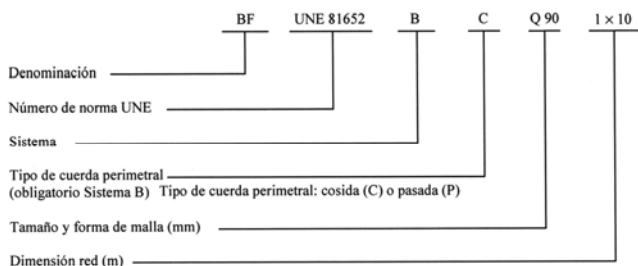 BF UNE 81652 B C Q 90 1 × 10
Denominación
Número de norma UNE
Sistema
Tipo de cuerda perimetral
(obligatorio Sistema B) Tipo de cuerda perimetral: cosida (C) o pasada (P)
Tamaño y forma de malla (mm)
Dimensión red (m)